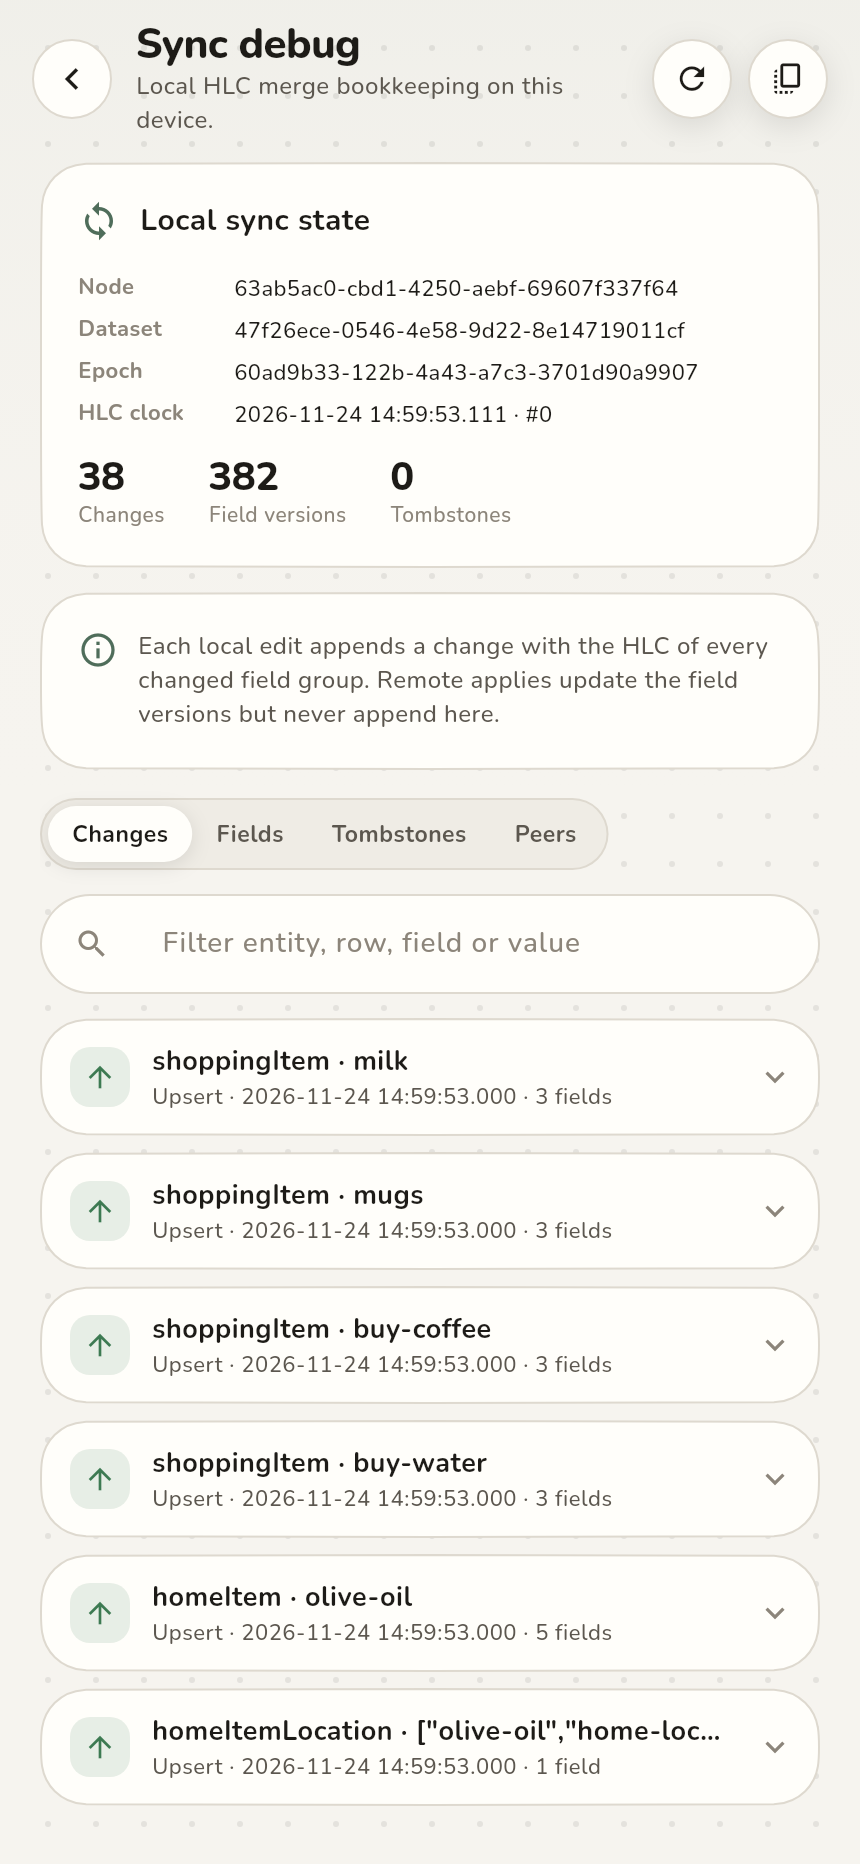 Sync debug
Local HLC merge bookkeeping on this
device.
Local sync state
Node 63ab5ac0-cbd1-4250-aebf-69607f337f64
Dataset 47f26ece-0546-4e58-9d22-8e14719011cf
Epoch 60ad9b33-122b-4a43-a7c3-3701d90a9907
HLC clock 2026-11-24 14:59:53.111 · #0
38 382 0
Changes Field versions Tombstones
Each local edit appends a change with the HLC of every
changed field group. Remote applies update the field
versions but never append here.
Changes Fields Tombstones Peers
Filter entity, row, field or value
shoppingItem · milk
Upsert · 2026-11-24 14:59:53.000 · 3 fields
shoppingItem · mugs
Upsert · 2026-11-24 14:59:53.000 · 3 fields
shoppingItem · buy-coffee
Upsert · 2026-11-24 14:59:53.000 · 3 fields
shoppingItem · buy-water
Upsert · 2026-11-24 14:59:53.000 · 3 fields
homeItem · olive-oil
Upsert · 2026-11-24 14:59:53.000 · 5 fields
homeItemLocation · ["olive-oil","home-loc...
Upsert · 2026-11-24 14:59:53.000 · 1 field